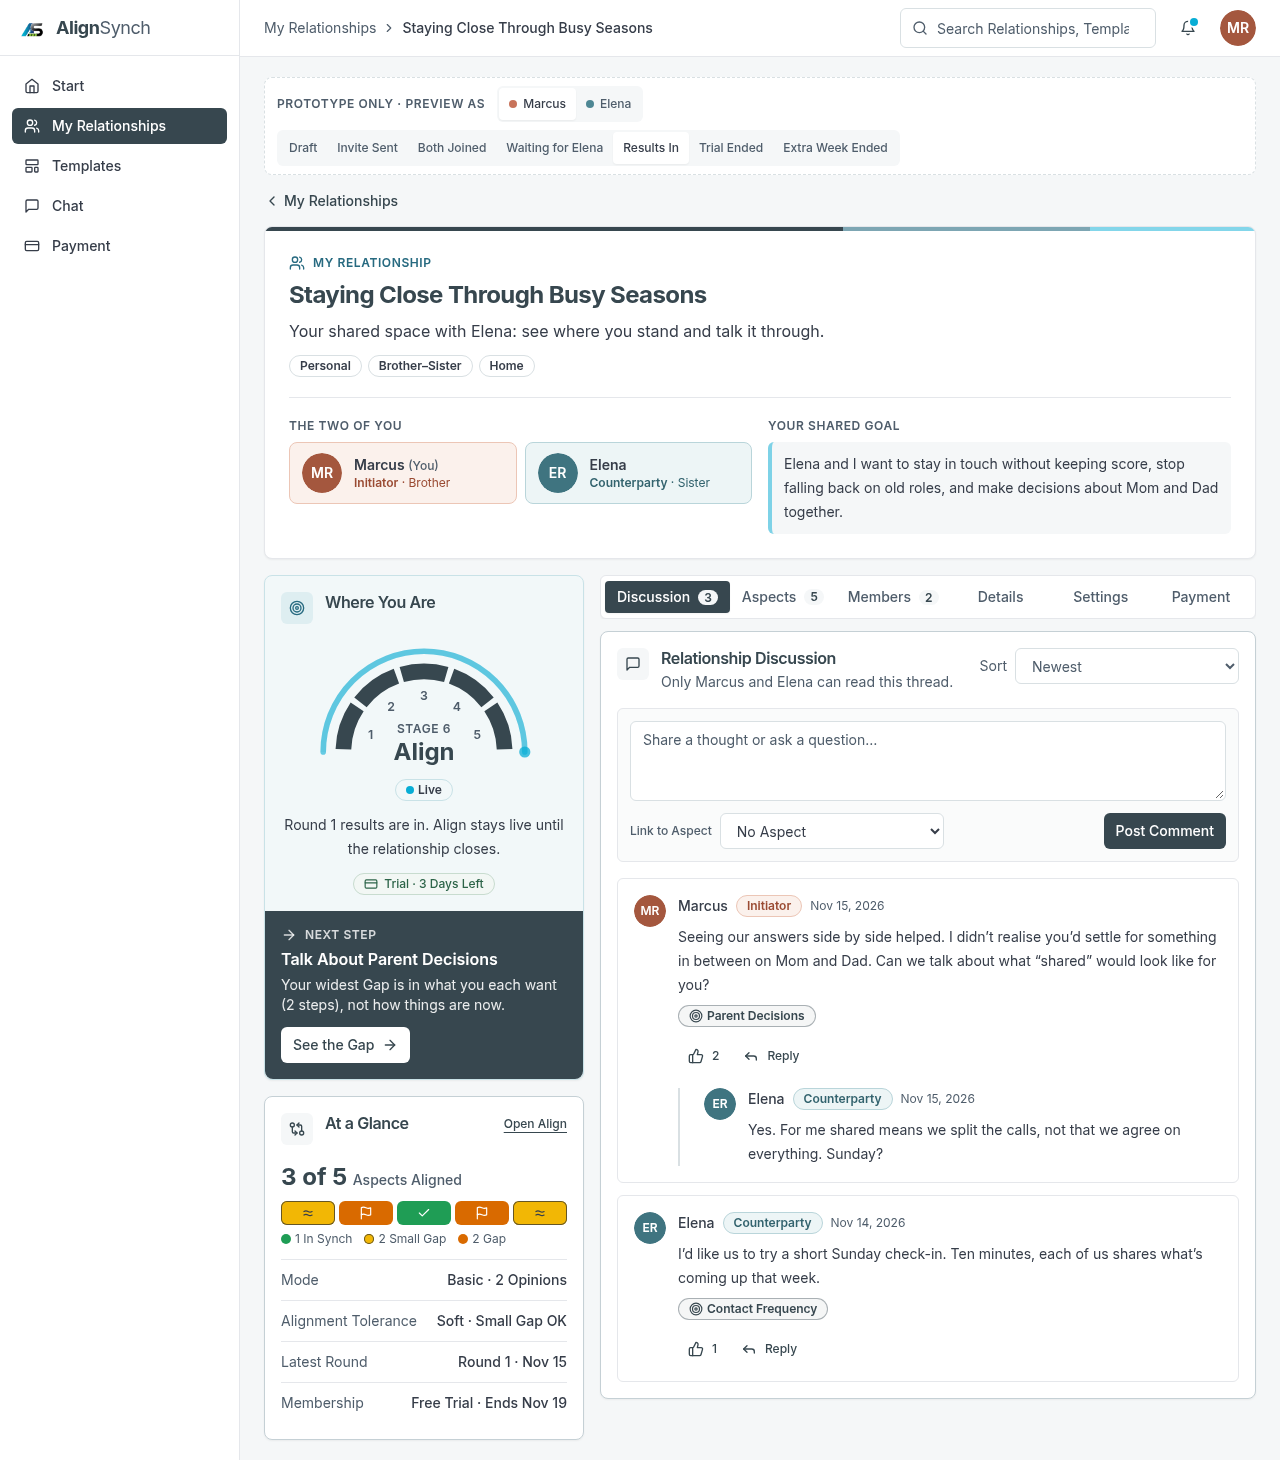 AlignSynch
My Relationships > Staying Close Through Busy Seasons
Search Relationships, Templa
MR
Start
My Relationships
Templates
Chat
Payment
PROTOTYPE ONLY · PREVIEW AS
Marcus
Elena
Draft
Invite Sent
Both Joined
Waiting for Elena
Results In
Trial Ended
Extra Week Ended
My Relationships
MY RELATIONSHIP
Staying Close Through Busy Seasons
Your shared space with Elena: see where you stand and talk it through.
Personal
Brother–Sister
Home
THE TWO OF YOU
MR
Marcus (You)
Initiator · Brother
ER
Elena
Counterparty · Sister
YOUR SHARED GOAL
Elena and I want to stay in touch without keeping score, stop
falling back on old roles, and make decisions about Mom and Dad
together.
Where You Are
1
2
3
4
5
STAGE 6
Align
Live
Round 1 results are in. Align stays live until
the relationship closes.
Trial · 3 Days Left
NEXT STEP
Talk About Parent Decisions
Your widest Gap is in what you each want
(2 steps), not how things are now.
See the Gap
At a Glance
Open Align
3 of 5 Aspects Aligned
1 In Synch
2 Small Gap
2 Gap
Mode
Basic · 2 Opinions
Alignment Tolerance
Soft · Small Gap OK
Latest Round
Round 1 · Nov 15
Membership
Free Trial · Ends Nov 19
Discussion 3
Aspects 5
Members 2
Details
Settings
Payment
Relationship Discussion
Only Marcus and Elena can read this thread.
Sort
Newest
Share a thought or ask a question…
Link to Aspect
No Aspect
Post Comment
MR
Marcus
Initiator
Nov 15, 2026
Seeing our answers side by side helped. I didn’t realise you’d settle for something
in between on Mom and Dad. Can we talk about what “shared” would look like for
you?
Parent Decisions
2
Reply
ER
Elena
Counterparty
Nov 15, 2026
Yes. For me shared means we split the calls, not that we agree on
everything. Sunday?
ER
Elena
Counterparty
Nov 14, 2026
I’d like us to try a short Sunday check-in. Ten minutes, each of us shares what’s
coming up that week.
Contact Frequency
1
Reply